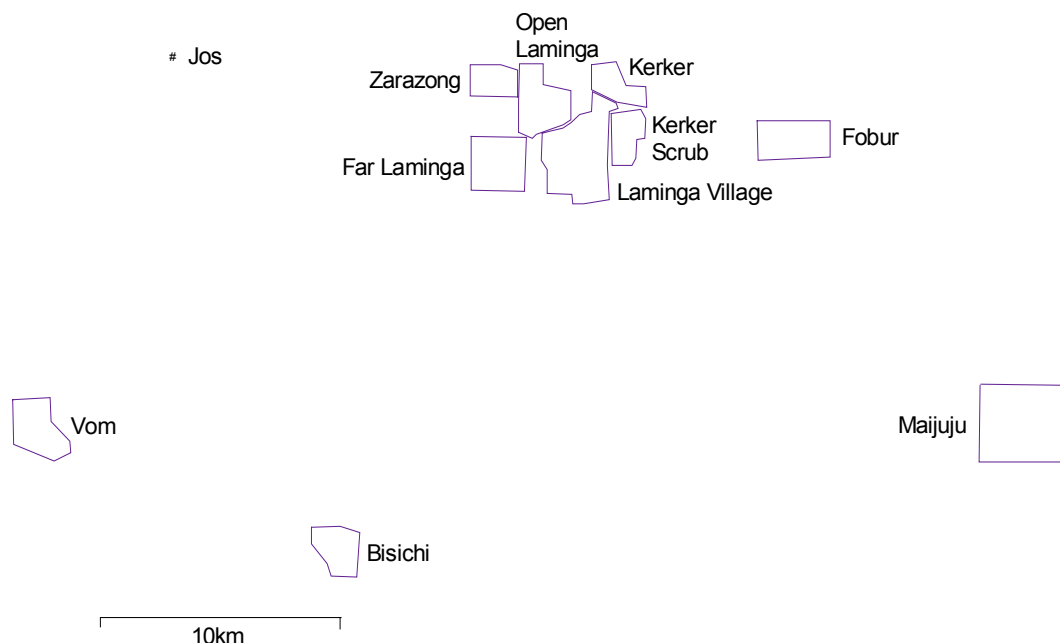 Open
Laminga
# Jos
Kerker
Zarazong
Kerker
Scrub
Fobur
Far Laminga
Laminga Village
Vom
Maijuju
Bisichi
10km